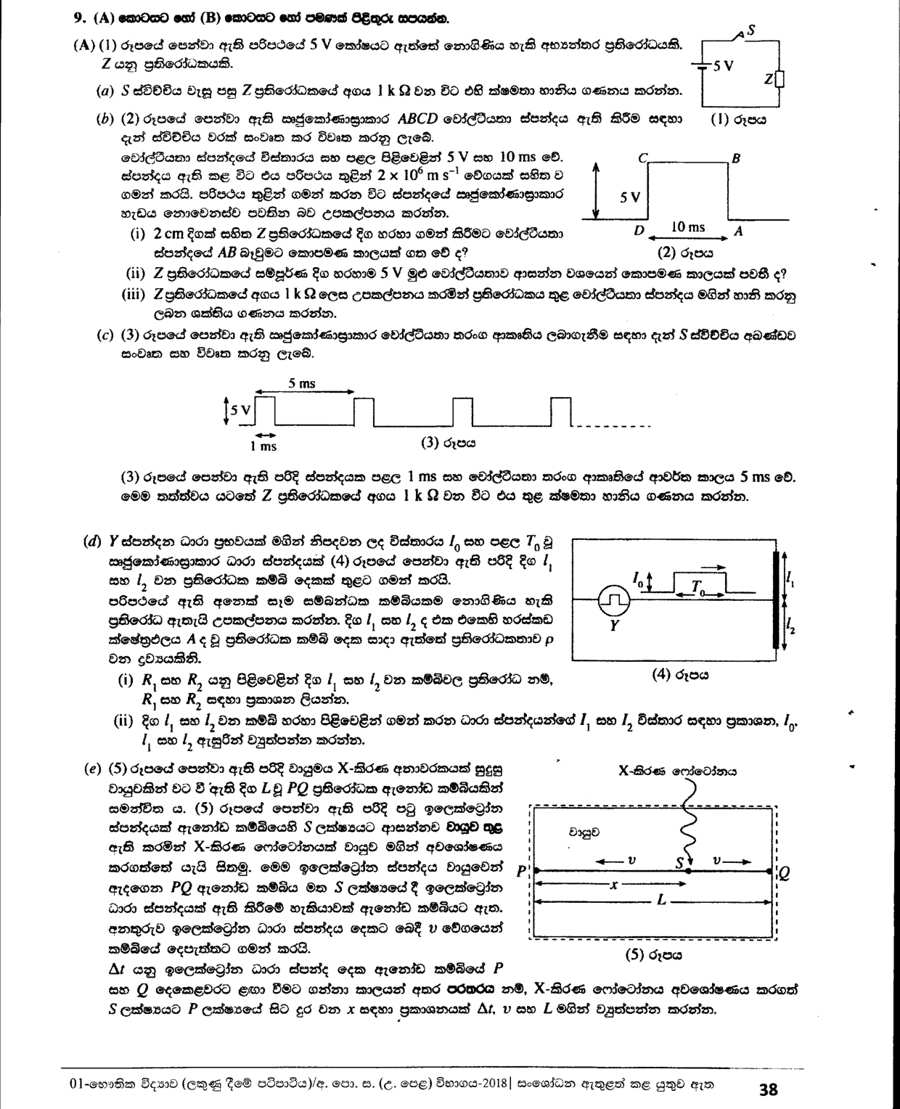 9. (A) කොටසට හෝ (B) කොටසට හෝ පමණක් පිළිතුරු සපයන්න.
(A) (1) රූපයේ පෙන්වා ඇති පරිපථයේ 5 V කෝෂයට ඇත්තේ නොගිණිය හැකි අභ්‍යන්තර ප්‍රතිරෝධයකි.
Z යනු ප්‍රතිරෝධකයකි.
(a) S ස්විච්චිය වැසූ පසු Z ප්‍රතිරෝධකයේ අගය 1 k Ω වන විට එහි ක්ෂමතා හානිය ගණනය කරන්න.
S
5 V
Z
(1) රූපය
(b) (2) රූපයේ පෙන්වා ඇති ඍජුකෝණාස්‍රාකාර ABCD වෝල්ටීයතා ස්පන්දය ඇති කිරීම සඳහා
දැන් ස්විච්චිය වරක් සංවෘත කර විවෘත කරනු ලැබේ.
වෝල්ටීයතා ස්පන්දයේ විස්තාරය සහ පළල පිළිවෙළින් 5 V සහ 10 ms වේ.
ස්පන්දය ඇති කළ විට එය පරිපථය තුළින් 2 × 10⁶ m s⁻¹ වේගයක් සහිත ව
ගමන් කරයි. පරිපථය තුළින් ගමන් කරන විට ස්පන්දයේ ඍජුකෝණාස්‍රාකාර
හැඩය නොවෙනස්ව පවතින බව උපකල්පනය කරන්න.
C B
5 V
10 ms
D A
(2) රූපය
(i) 2 cm දිගක් සහිත Z ප්‍රතිරෝධකයේ දිග හරහා ගමන් කිරීමට වෝල්ටීයතා
ස්පන්දයේ AB බෑවුමට කොපමණ කාලයක් ගත වේ ද?
(ii) Z ප්‍රතිරෝධකයේ සම්පූර්ණ දිග හරහාම 5 V මුළු වෝල්ටීයතාව ආසන්න වශයෙන් කොපමණ කාලයක් පවතී ද?
(iii) Z ප්‍රතිරෝධකයේ අගය 1 k Ω ලෙස උපකල්පනය කරමින් ප්‍රතිරෝධකය තුළ වෝල්ටීයතා ස්පන්දය මගින් හානි කරනු
ලබන ශක්තිය ගණනය කරන්න.
(c) (3) රූපයේ පෙන්වා ඇති ඍජුකෝණාස්‍රාකාර වෝල්ටීයතා තරංග ආකෘතිය ලබාගැනීම සඳහා දැන් S ස්විච්චිය අඛණ්ඩව
සංවෘත සහ විවෘත කරනු ලැබේ.
5 ms
5 V
1 ms
(3) රූපය
(3) රූපයේ පෙන්වා ඇති පරිදි ස්පන්දයක පළල 1 ms සහ වෝල්ටීයතා තරංග ආකෘතියේ ආවර්ත කාලය 5 ms වේ.
මෙම තත්ත්වය යටතේ Z ප්‍රතිරෝධකයේ අගය 1 k Ω වන විට එය තුළ ක්ෂමතා හානිය ගණනය කරන්න.
(d) Y ස්පන්දන ධාරා ප්‍රභවයක් මගින් නිපදවන ලද විස්තාරය I₀ සහ පළල T₀ වූ
ඍජුකෝණාස්‍රාකාර ධාරා ස්පන්දයක් (4) රූපයේ පෙන්වා ඇති පරිදි දිග l₁
සහ l₂ වන ප්‍රතිරෝධක කම්බි දෙකක් තුළට ගමන් කරයි.
පරිපථයේ ඇති අනෙක් සෑම සම්බන්ධක කම්බියකම නොගිණිය හැකි
ප්‍රතිරෝධ ඇතැයි උපකල්පනය කරන්න. දිග l₁ සහ l₂ ද එක එකෙහි හරස්කඩ
ක්ෂේත්‍රඵලය A ද වූ ප්‍රතිරෝධක කම්බි දෙක සාදා ඇත්තේ ප්‍රතිරෝධකතාව ρ
වන ද්‍රව්‍යයකිනි.
I₀
T₀
l₁
l₂
Y
(4) රූපය
(i) R₁ සහ R₂ යනු පිළිවෙළින් දිග l₁ සහ l₂ වන කම්බිවල ප්‍රතිරෝධ නම්,
R₁ සහ R₂ සඳහා ප්‍රකාශන ලියන්න.
(ii) දිග l₁ සහ l₂ වන කම්බි හරහා පිළිවෙළින් ගමන් කරන ධාරා ස්පන්දයන්ගේ I₁ සහ I₂ විස්තාර සඳහා ප්‍රකාශන, I₀,
l₁ සහ l₂ ඇසුරින් ව්‍යුත්පන්න කරන්න.
(e) (5) රූපයේ පෙන්වා ඇති පරිදි වායුමය X-කිරණ අනාවරකයක් සුදුසු
වායුවකින් වට වී ඇති දිග L වූ PQ ප්‍රතිරෝධක ඇනෝඩ කම්බියකින්
සමන්විත ය. (5) රූපයේ පෙන්වා ඇති පරිදි පටු ඉලෙක්ට්‍රෝන
ස්පන්දයක් ඇනෝඩ කම්බියෙහි S ලක්ෂ්‍යයට ආසන්නව වායුව තුළ
ඇති කරමින් X-කිරණ ෆෝටෝනයක් වායුව මගින් අවශෝෂණය
කරගත්තේ යැයි සිතමු. මෙම ඉලෙක්ට්‍රෝන ස්පන්දය වායුවෙන්
ඇදගෙන PQ ඇනෝඩ කම්බිය මත S ලක්ෂ්‍යයේ දී ඉලෙක්ට්‍රෝන
ධාරා ස්පන්දයක් ඇති කිරීමේ හැකියාවක් ඇනෝඩ කම්බියට ඇත.
අනතුරුව ඉලෙක්ට්‍රෝන ධාරා ස්පන්දය දෙකට බෙදී v වේගයෙන්
කම්බියේ දෙපැත්තට ගමන් කරයි.
X-කිරණ ෆෝටෝනය
වායුව
v S v
P Q
x
L
(5) රූපය
Δt යනු ඉලෙක්ට්‍රෝන ධාරා ස්පන්ද දෙක ඇනෝඩ කම්බියේ P
සහ Q දෙකෙළවරට ළඟා වීමට ගන්නා කාලයන් අතර පරතරය නම්, X-කිරණ ෆෝටෝනය අවශෝෂණය කරගත්
S ලක්ෂ්‍යයට P ලක්ෂ්‍යයේ සිට දුර වන x සඳහා ප්‍රකාශනයක් Δt, v සහ L මගින් ව්‍යුත්පන්න කරන්න.
01-භෞතික විද්‍යාව (ලකුණු දීමේ පටිපාටිය)/අ. පො. ස. (උ. පෙළ) විභාගය-2018| සංශෝධන ඇතුළත් කළ යුතුව ඇත
38